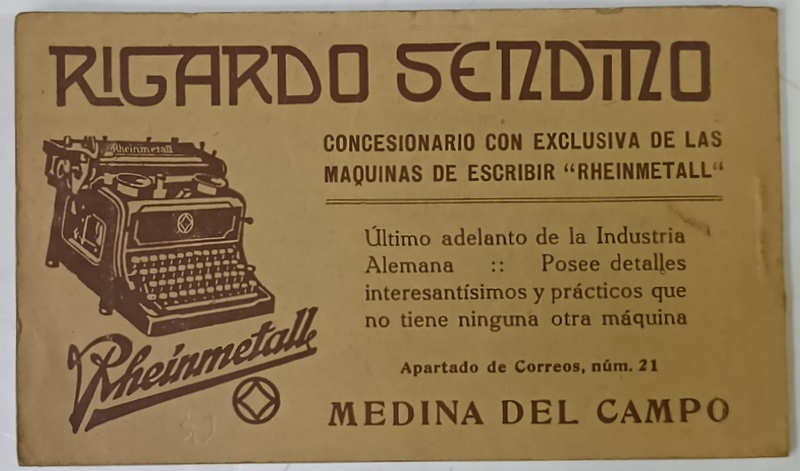 RIGARDO SENDINO
CONCESIONARIO CON EXCLUSIVA DE LAS
MAQUINAS DE ESCRIBIR “RHEINMETALL“
Último adelanto de la Industria
Alemana :: Posee detalles
interesantísimos y prácticos que
no tiene ninguna otra máquina
Apartado de Correos, núm. 21
MEDINA DEL CAMPO
Rheinmetall
Rheinmetall